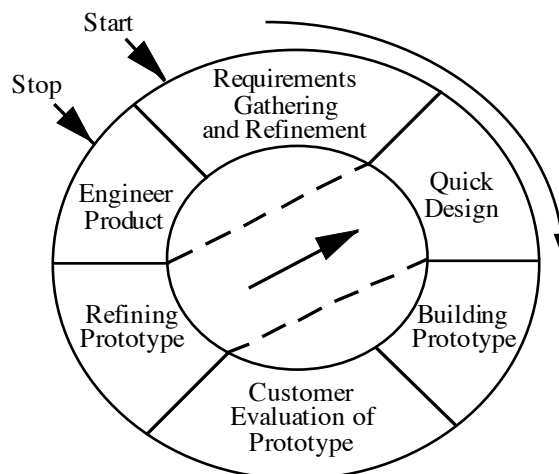 Start
Stop
Requirements
Gathering
and Refinement
Quick
Design
Building
Prototype
Customer
Evaluation of
Prototype
Refining
Prototype
Engineer
Product